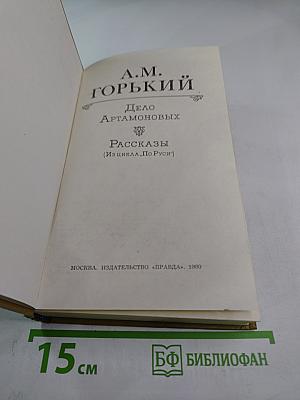 А.М.
ГОРЬКИЙ
Дело
Артамоновых
Рассказы
(Из цикла „По Руси")
МОСКВА. ИЗДАТЕЛЬСТВО «ПРАВДА». 1980
15 см
БФ БИБЛИОФАН